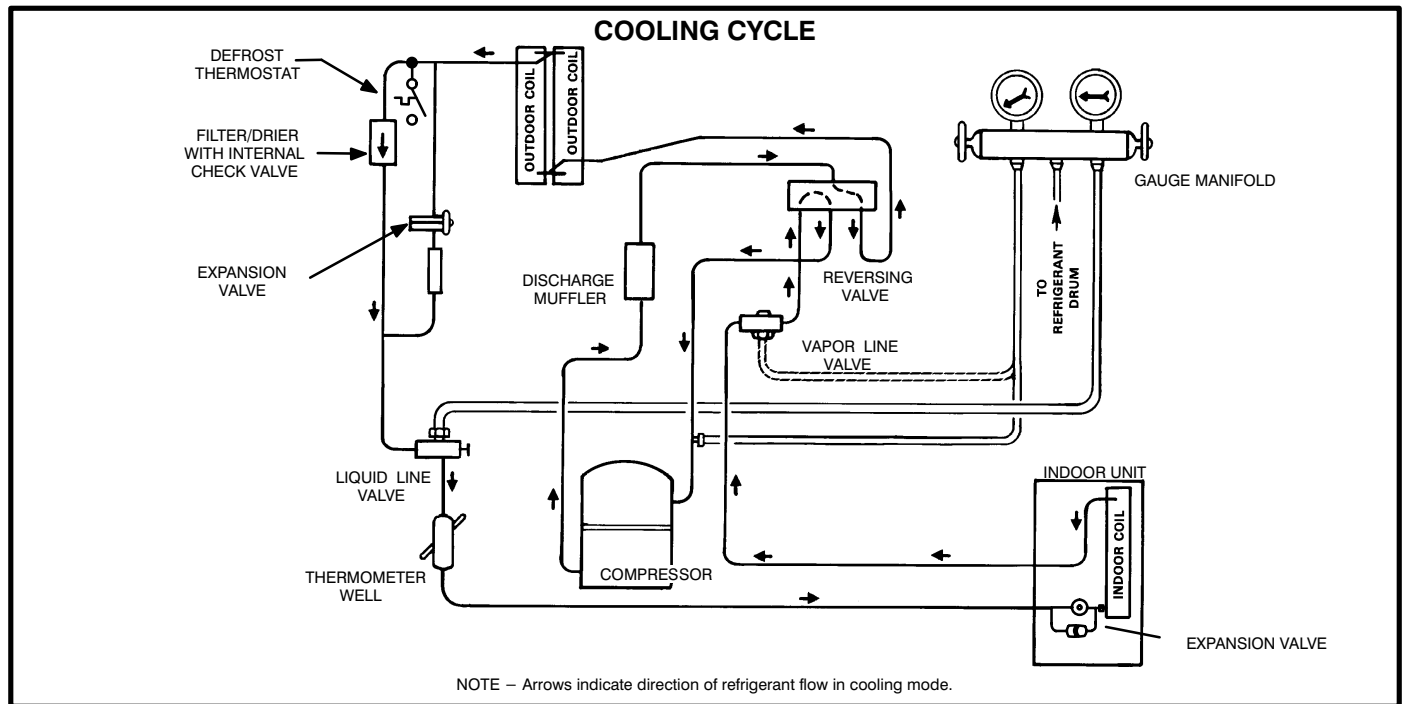 COOLING CYCLE
DEFROST
THERMOSTAT
FILTER/DRIER
WITH INTERNAL
CHECK VALVE
EXPANSION
VALVE
OUTDOOR COIL
OUTDOOR COIL
DISCHARGE
MUFFLER
REVERSING
VALVE
VAPOR LINE
VALVE
GAUGE MANIFOLD
TO
REFRIGERANT
DRUM
LIQUID LINE
VALVE
THERMOMETER
WELL
COMPRESSOR
INDOOR UNIT
INDOOR COIL
EXPANSION VALVE
NOTE – Arrows indicate direction of refrigerant flow in cooling mode.